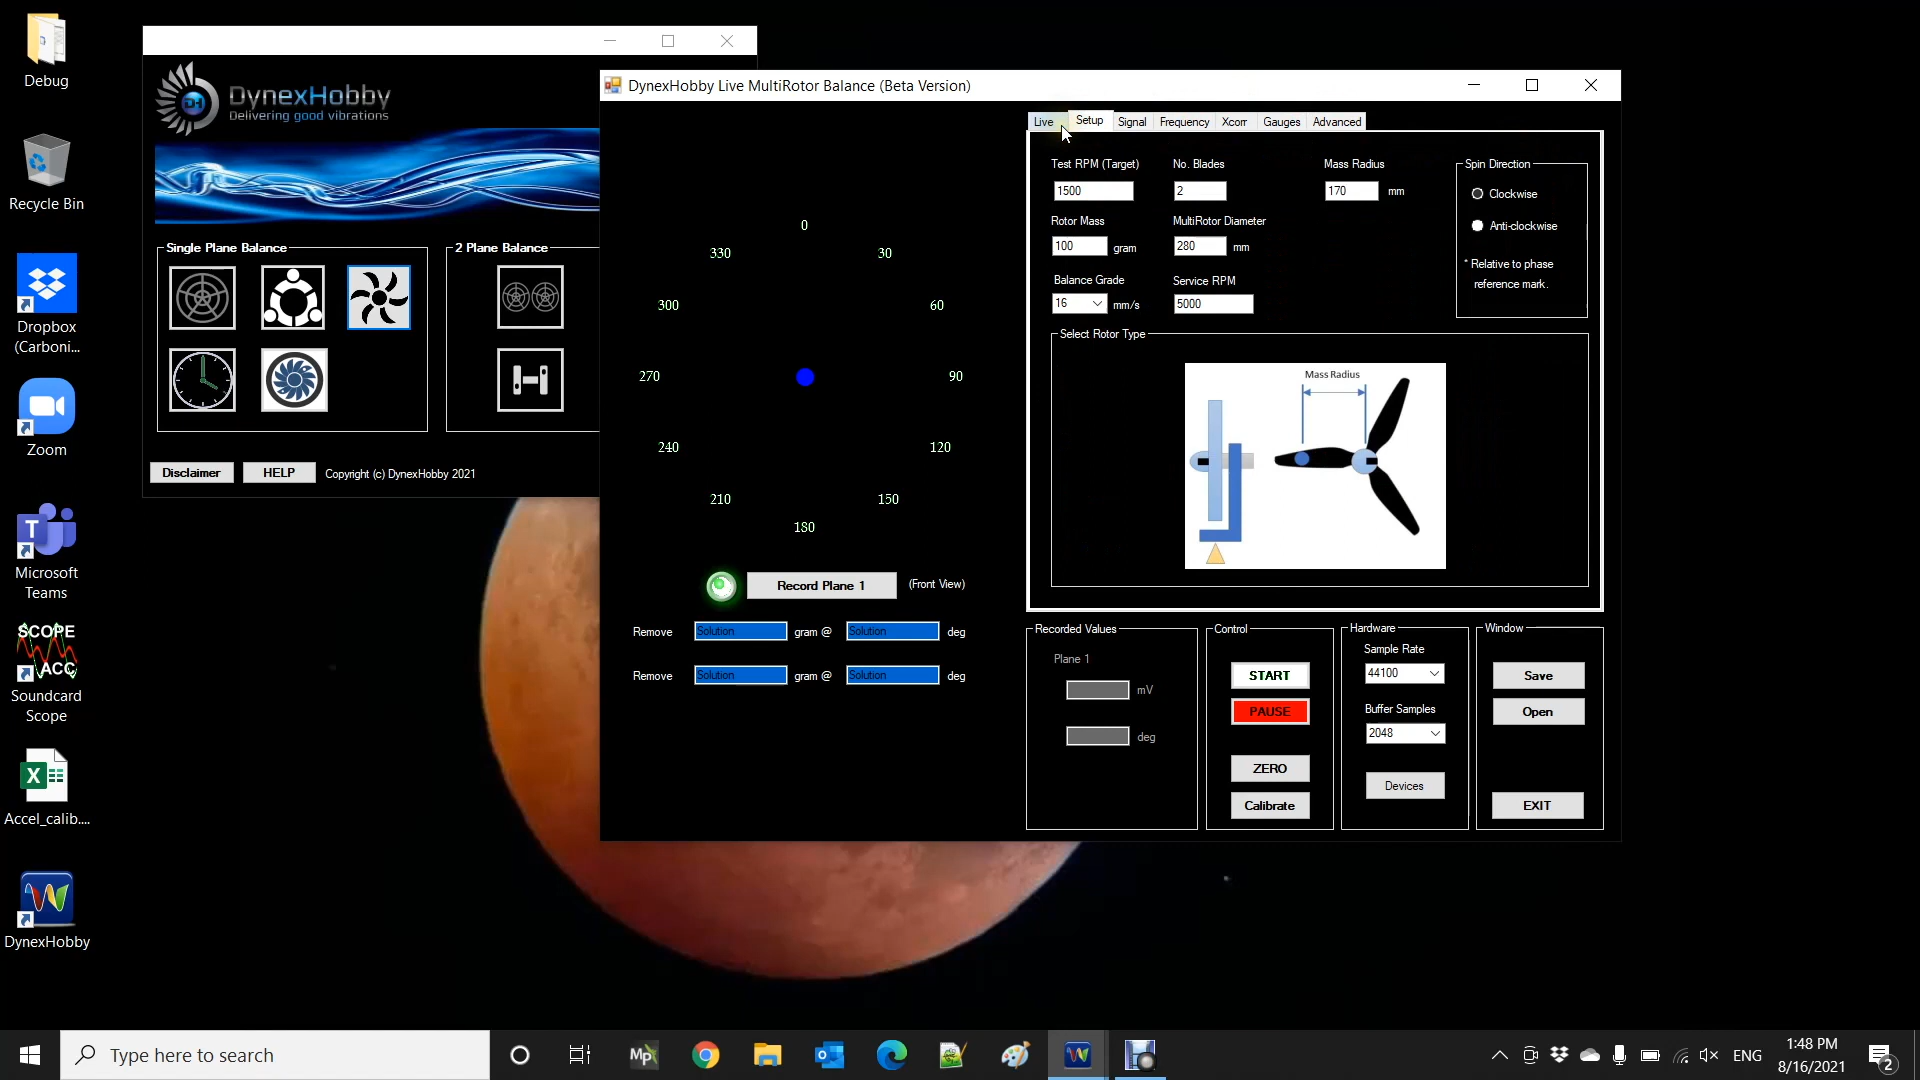 Debug
Recycle Bin
Dropbox
(Carboni...
Zoom
Microsoft
Teams
SCOPE
ACC
Soundcard
Scope
Accel_calib....
DynexHobby
DynexHobby
Delivering good vibrations
Single Plane Balance
2 Plane Balance
Disclaimer
HELP
Copyright (c) DynexHobby 2021
DynexHobby Live MultiRotor Balance (Beta Version)
Live
Setup
Signal
Frequency
Xcorr
Gauges
Advanced
0
30
60
90
120
150
180
210
240
270
300
330
Record Plane 1
(Front View)
Remove Solution gram @ Solution deg
Remove Solution gram @ Solution deg
Test RPM (Target)
1500
No. Blades
2
Mass Radius
170 mm
Rotor Mass
100 gram
MultiRotor Diameter
280 mm
Balance Grade
16 mm/s
Service RPM
5000
Spin Direction
Clockwise
Anti-clockwise
* Relative to phase
reference mark.
Select Rotor Type
Mass Radius
Recorded Values
Plane 1
mV
deg
Control
START
PAUSE
ZERO
Calibrate
Hardware
Sample Rate
44100
Buffer Samples
2048
Devices
Window
Save
Open
EXIT
Type here to search
ENG
1:48 PM
8/16/2021
2